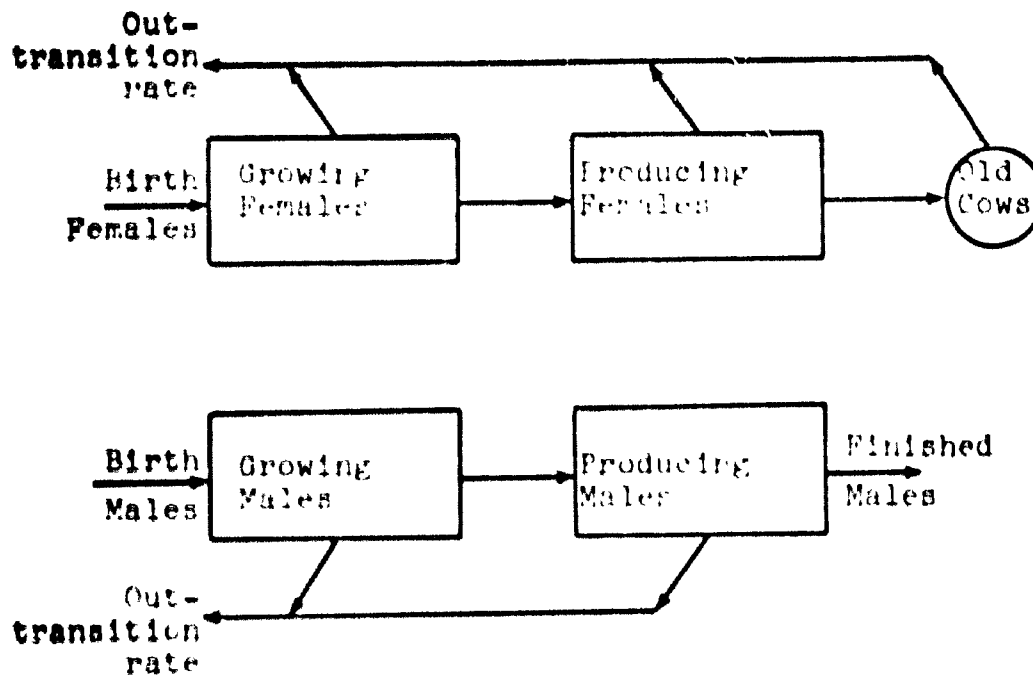 Out-
transition
rate
Birth
Females
Growing
Females
Producing
Females
Old
Cows
Birth
Males
Growing
Males
Producing
Males
Finished
Males
Out-
transition
rate